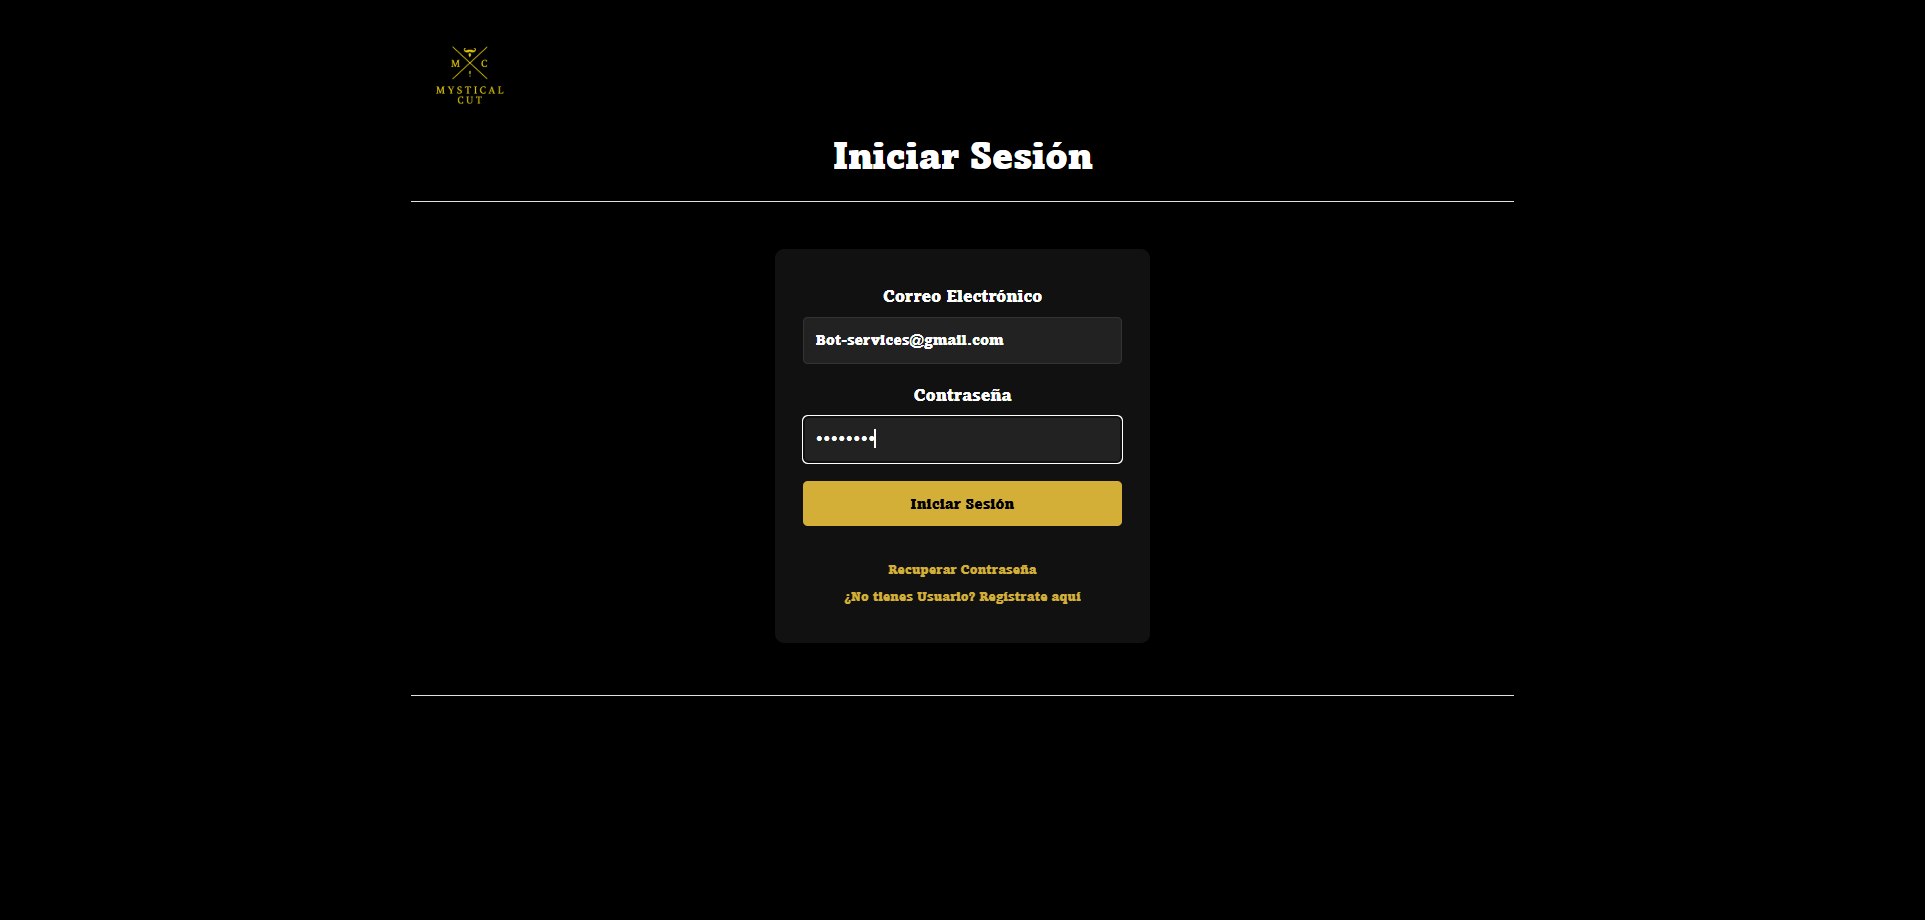 M C
MYSTICAL
CUT
Iniciar Sesión
Correo Electrónico
Bot-services@gmail.com
Contraseña
••••••••
Iniciar Sesión
Recuperar Contraseña
¿No tienes Usuario? Regístrate aquí